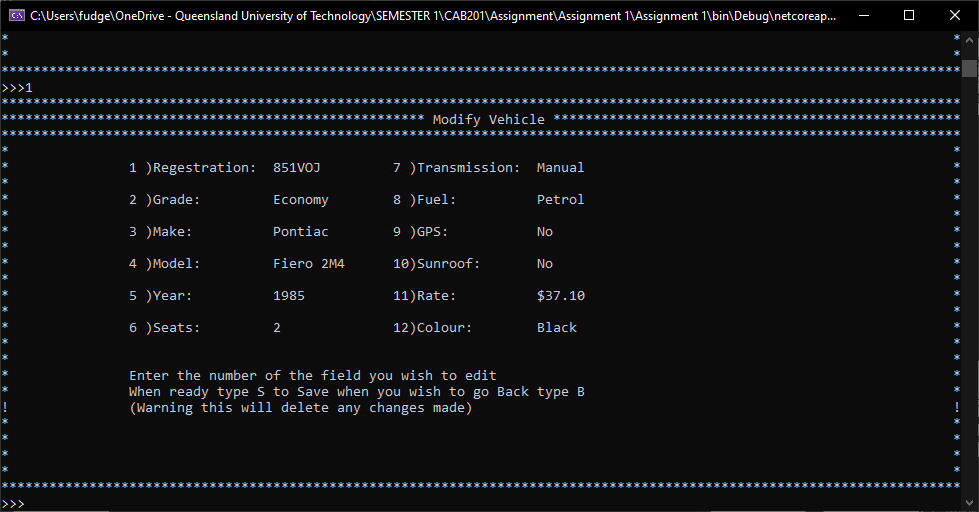 C:\Users\fudge\OneDrive - Queensland University of Technology\SEMESTER 1\CAB201\Assignment\Assignment 1\Assignment 1\bin\Debug\netcoreap...
* *
* *
************************************************************************************************************************
>>>1
************************************************************************************************************************
***************************************************** Modify Vehicle ***************************************************
************************************************************************************************************************
* *
* 1 )Regestration: 851VOJ 7 )Transmission: Manual *
* *
* 2 )Grade: Economy 8 )Fuel: Petrol *
* *
* 3 )Make: Pontiac 9 )GPS: No *
* *
* 4 )Model: Fiero 2M4 10)Sunroof: No *
* *
* 5 )Year: 1985 11)Rate: $37.10 *
* *
* 6 )Seats: 2 12)Colour: Black *
* *
* *
* Enter the number of the field you wish to edit *
* When ready type S to Save when you wish to go Back type B *
! (Warning this will delete any changes made) !
* *
* *
* *
* *
************************************************************************************************************************
>>>